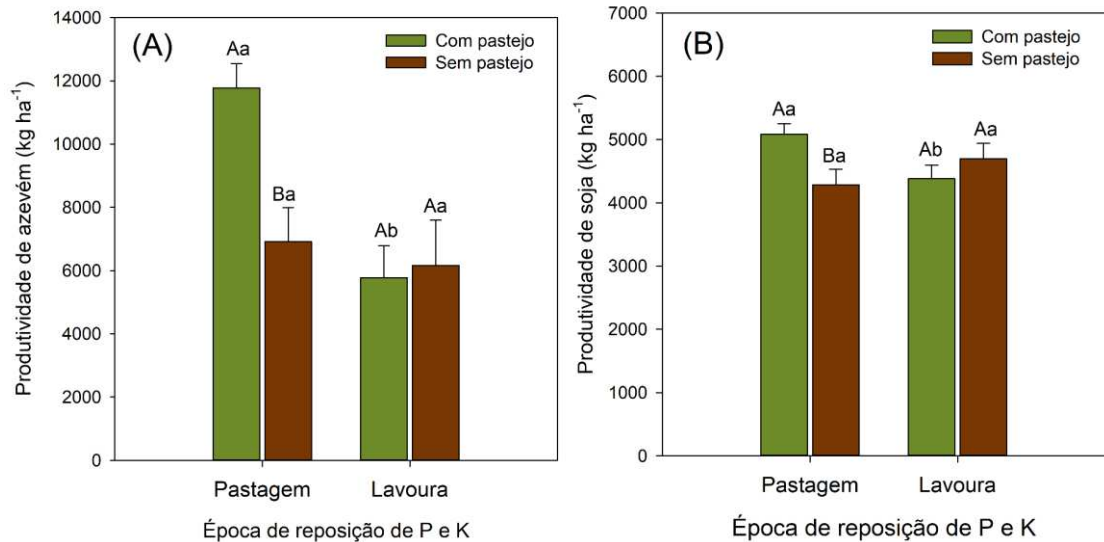 (A)
Com pastejo
Sem pastejo
14000
12000
10000
8000
6000
4000
2000
0
Produtividade de azevém (kg ha⁻¹)
Aa
Ba
Ab
Aa
Pastagem Lavoura
Época de reposição de P e K
(B)
Com pastejo
Sem pastejo
7000
6000
5000
4000
3000
2000
1000
0
Produtividade de soja (kg ha⁻¹)
Aa
Ba
Ab
Aa
Pastagem Lavoura
Época de reposição de P e K